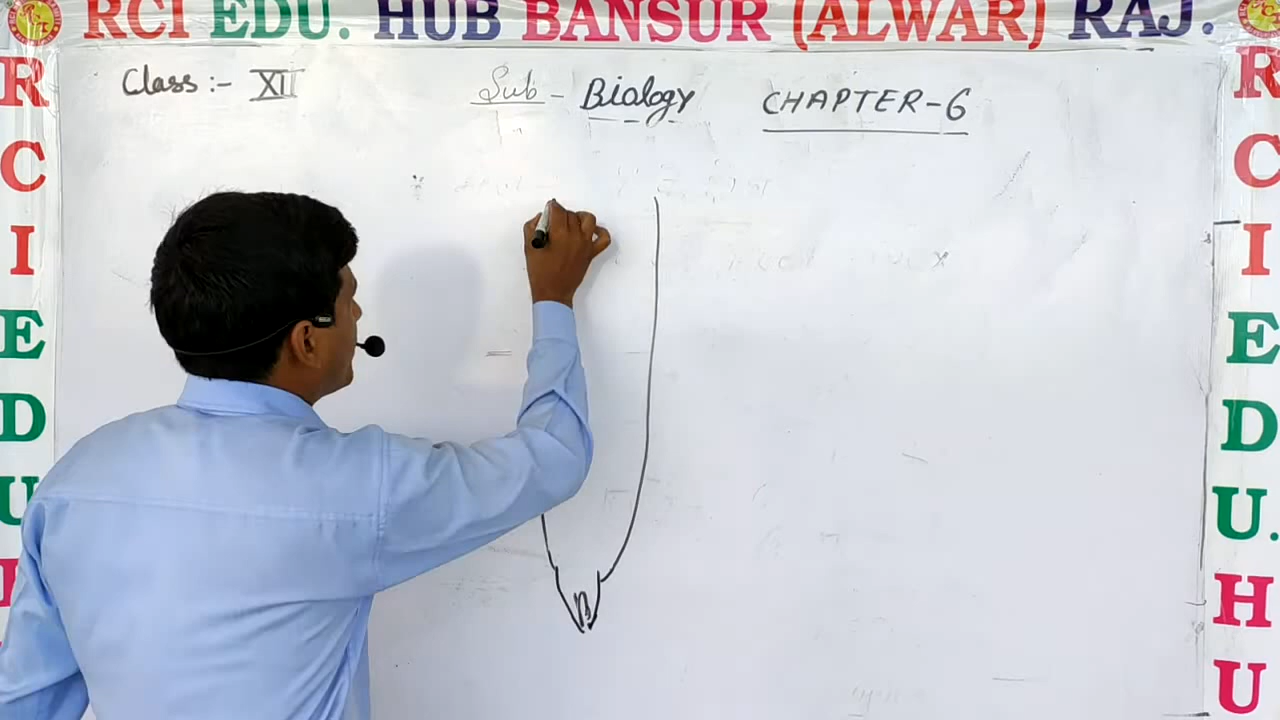 RCI EDU. HUB BANSUR (ALWAR) RAJ.
Class :- XII
Sub - Biology
CHAPTER-6
R
C
I
E
D
U
R
C
I
E
D
U.
H
U